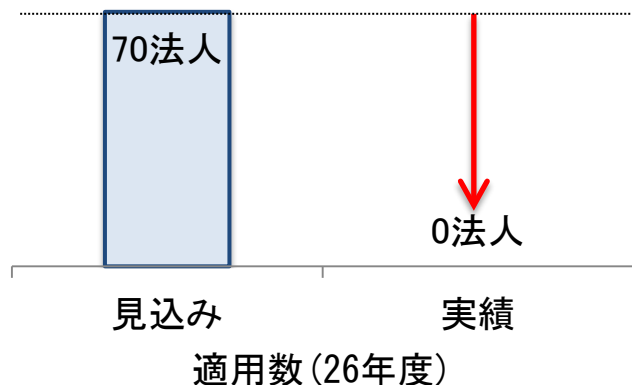 70法人
0法人
見込み
実績
適用数(26年度)